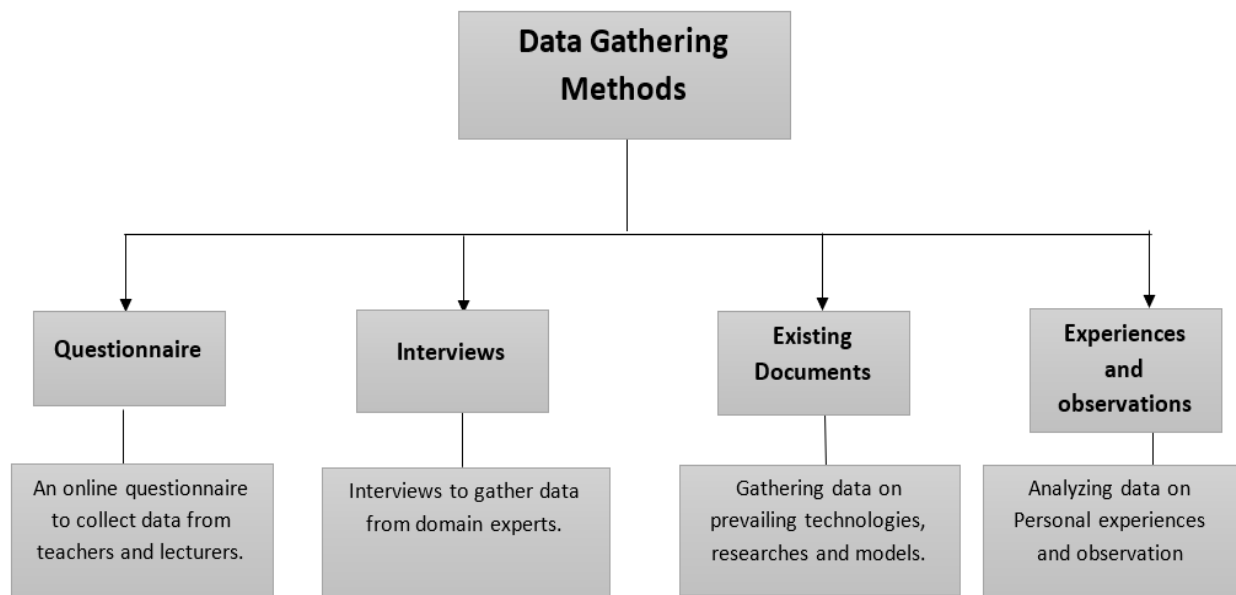 Data Gathering
Methods
Questionnaire
Interviews
Existing
Documents
Experiences
and
observations
An online questionnaire
to collect data from
teachers and lecturers.
Interviews to gather data
from domain experts.
Gathering data on
prevailing technologies,
researches and models.
Analyzing data on
Personal experiences
and observation